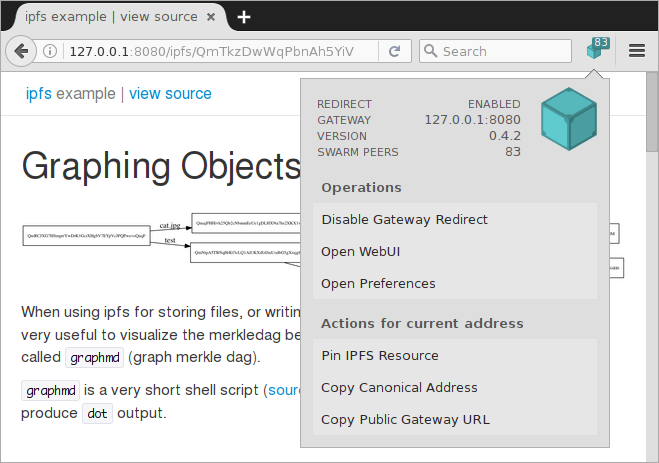 ipfs example | view source
83
127.0.0.1:8080/ipfs/QmTkzDwWqPbnAh5YiV
Search
ipfs example | view source
REDIRECT ENABLED
GATEWAY 127.0.0.1:8080
VERSION 0.4.2
SWARM PEERS 83
Operations
Disable Gateway Redirect
Open WebUI
Open Preferences
Actions for current address
Pin IPFS Resource
Copy Canonical Address
Copy Public Gateway URL
Graphing Objects
cat.jpg
test
When using ipfs for storing files, or writin
very useful to visualize the merkledag be
called graphmd (graph merkle dag).
graphmd is a very short shell script (sour
produce dot output.